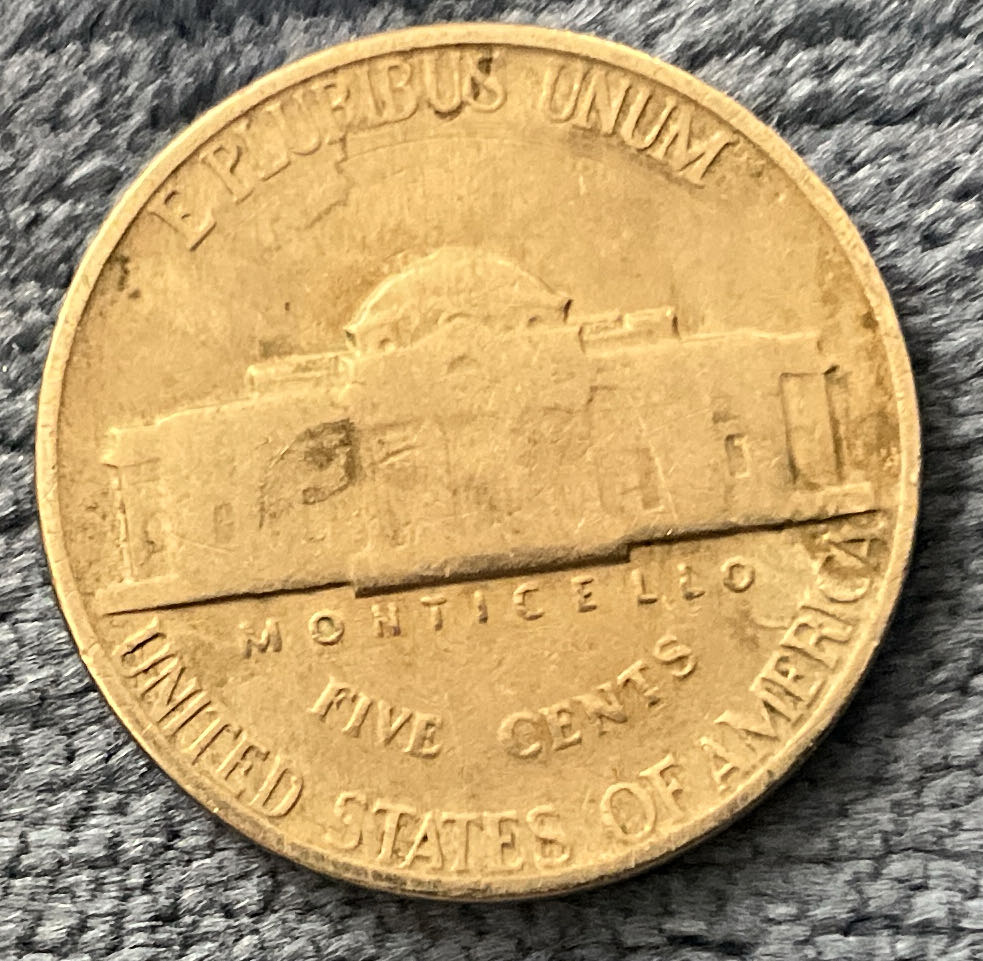 E PLURIBUS UNUM
MONTICELLO
FIVE CENTS
UNITED STATES OF AMERICA